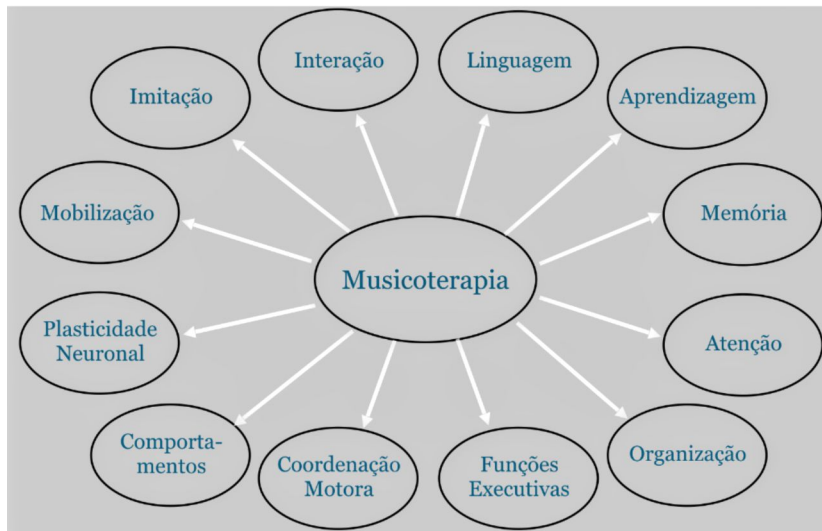 Interação
Linguagem
Imitação
Aprendizagem
Mobilização
Memória
Musicoterapia
Plasticidade
Neuronal
Atenção
Comporta-
mentos
Coordenação
Motora
Funções
Executivas
Organização